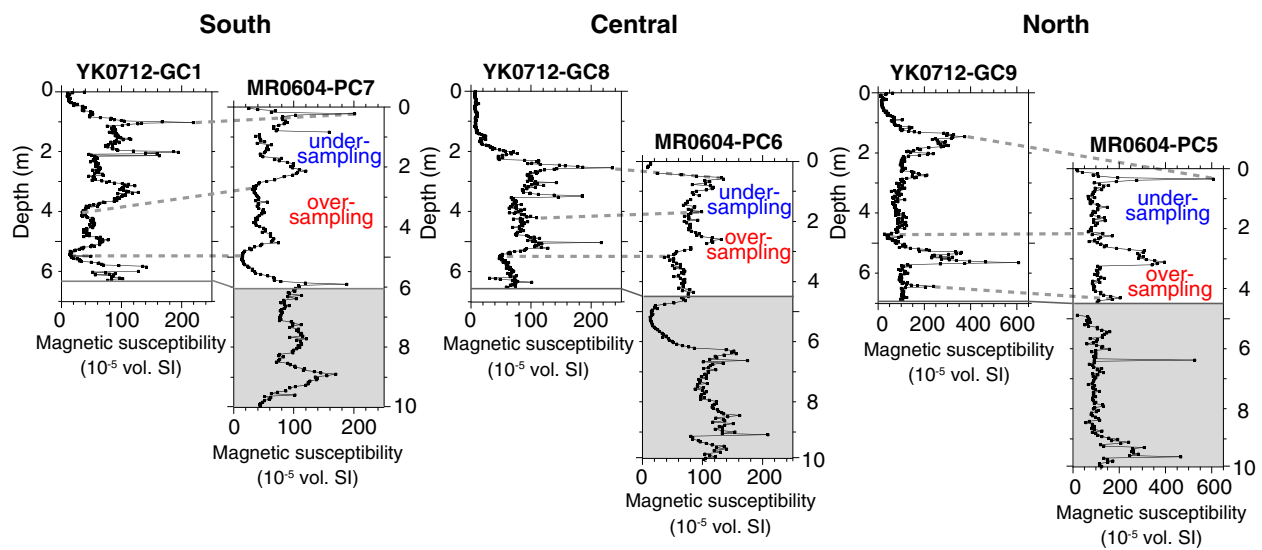 South
Central
North
YK0712-GC1
MR0604-PC7
YK0712-GC8
MR0604-PC6
YK0712-GC9
MR0604-PC5
Depth (m)
0
2
4
6
0
100
200
Magnetic susceptibility
(10-5 vol. SI)
0
2
4
6
8
10
under-
sampling
over-
sampling
0
100
200
Magnetic susceptibility
(10-5 vol. SI)
Depth (m)
0
2
4
6
0
100
200
Magnetic susceptibility
(10-5 vol. SI)
0
2
4
6
8
10
under-
sampling
over-
sampling
0
100
200
Magnetic susceptibility
(10-5 vol. SI)
Depth (m)
0
2
4
6
0
200
400
600
Magnetic susceptibility
(10-5 vol. SI)
0
2
4
6
8
10
under-
sampling
over-
sampling
0
200
400
600
Magnetic susceptibility
(10-5 vol. SI)